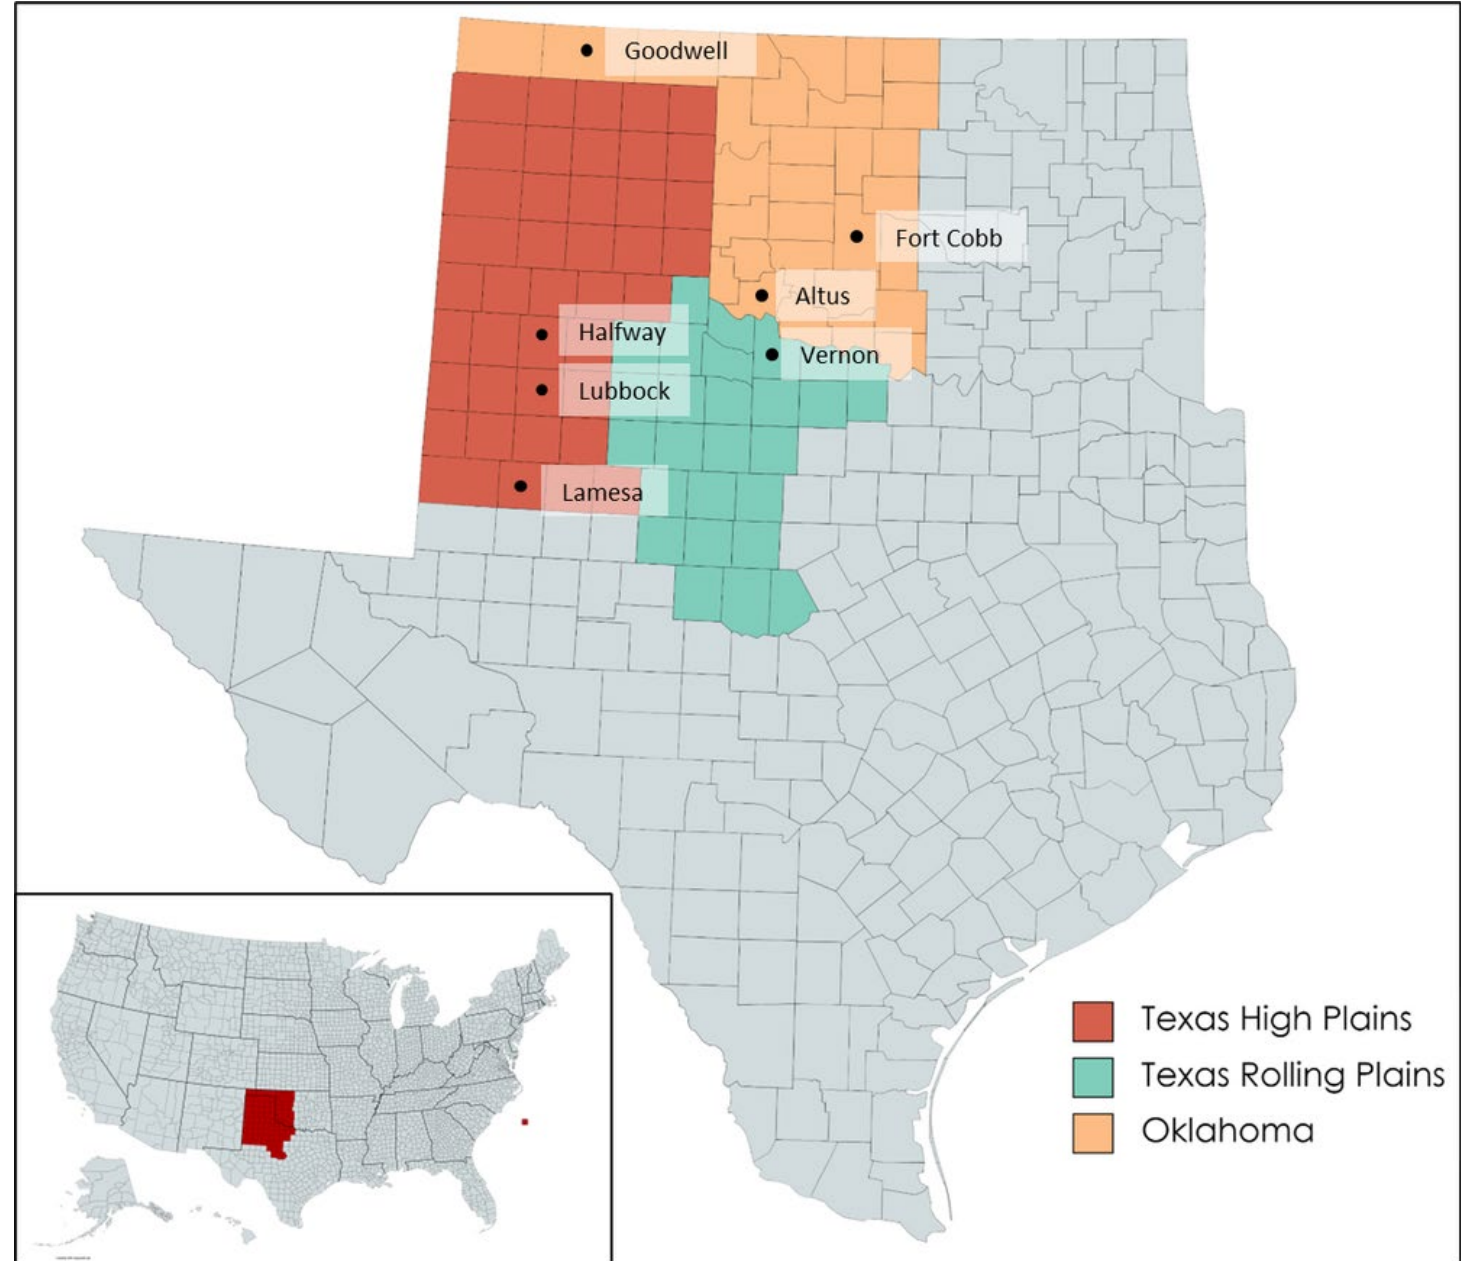 Goodwell
Fort Cobb
Altus
Halfway
Vernon
Lubbock
Lamesa
Texas High Plains
Texas Rolling Plains
Oklahoma